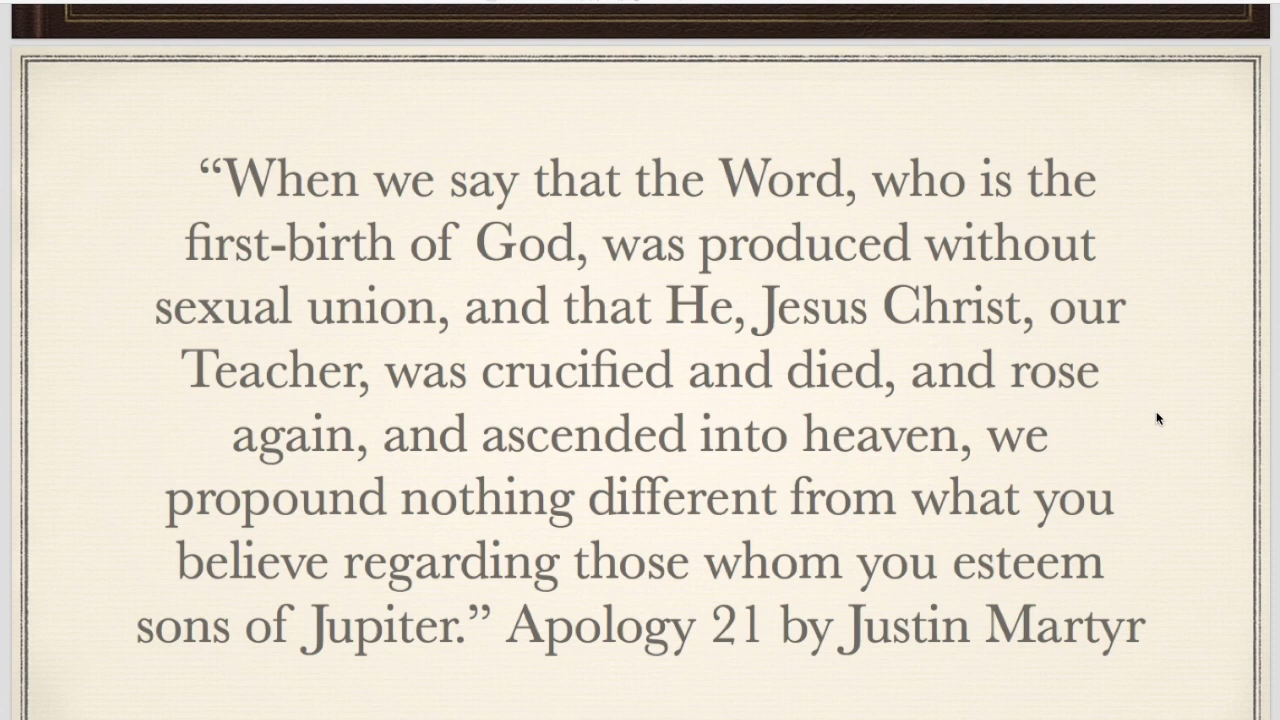 “When we say that the Word, who is the
first-birth of God, was produced without
sexual union, and that He, Jesus Christ, our
Teacher, was crucified and died, and rose
again, and ascended into heaven, we
propound nothing different from what you
believe regarding those whom you esteem
sons of Jupiter.” Apology 21 by Justin Martyr